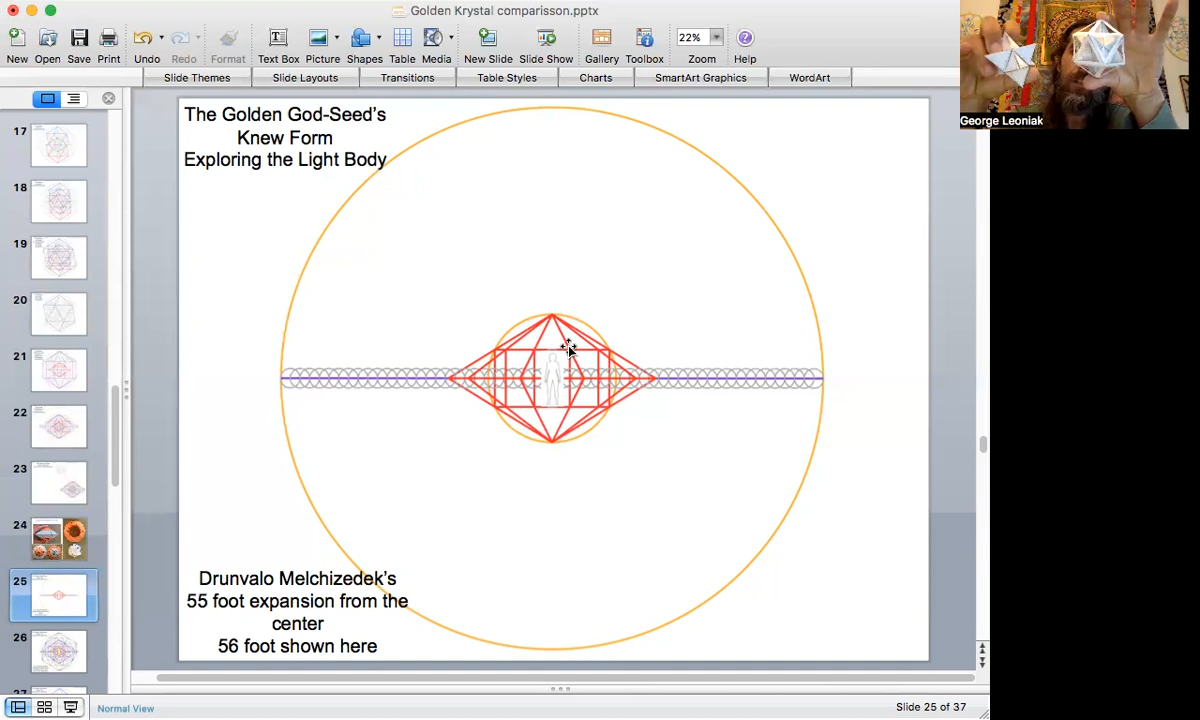 Golden Krystal comparisson.pptx
New Open Save Print Undo Redo Format Text Box Picture Shapes Table Media New Slide Slide Show Gallery Toolbox Zoom Help
22%
Slide Themes Slide Layouts Transitions Table Styles Charts SmartArt Graphics WordArt
George Leoniak
17
18
19
20
21
22
23
24
25
26
27
The Golden God-Seed's
Knew Form
Exploring the Light Body
Drunvalo Melchizedek's
55 foot expansion from the
center
56 foot shown here
Normal View
Slide 25 of 37